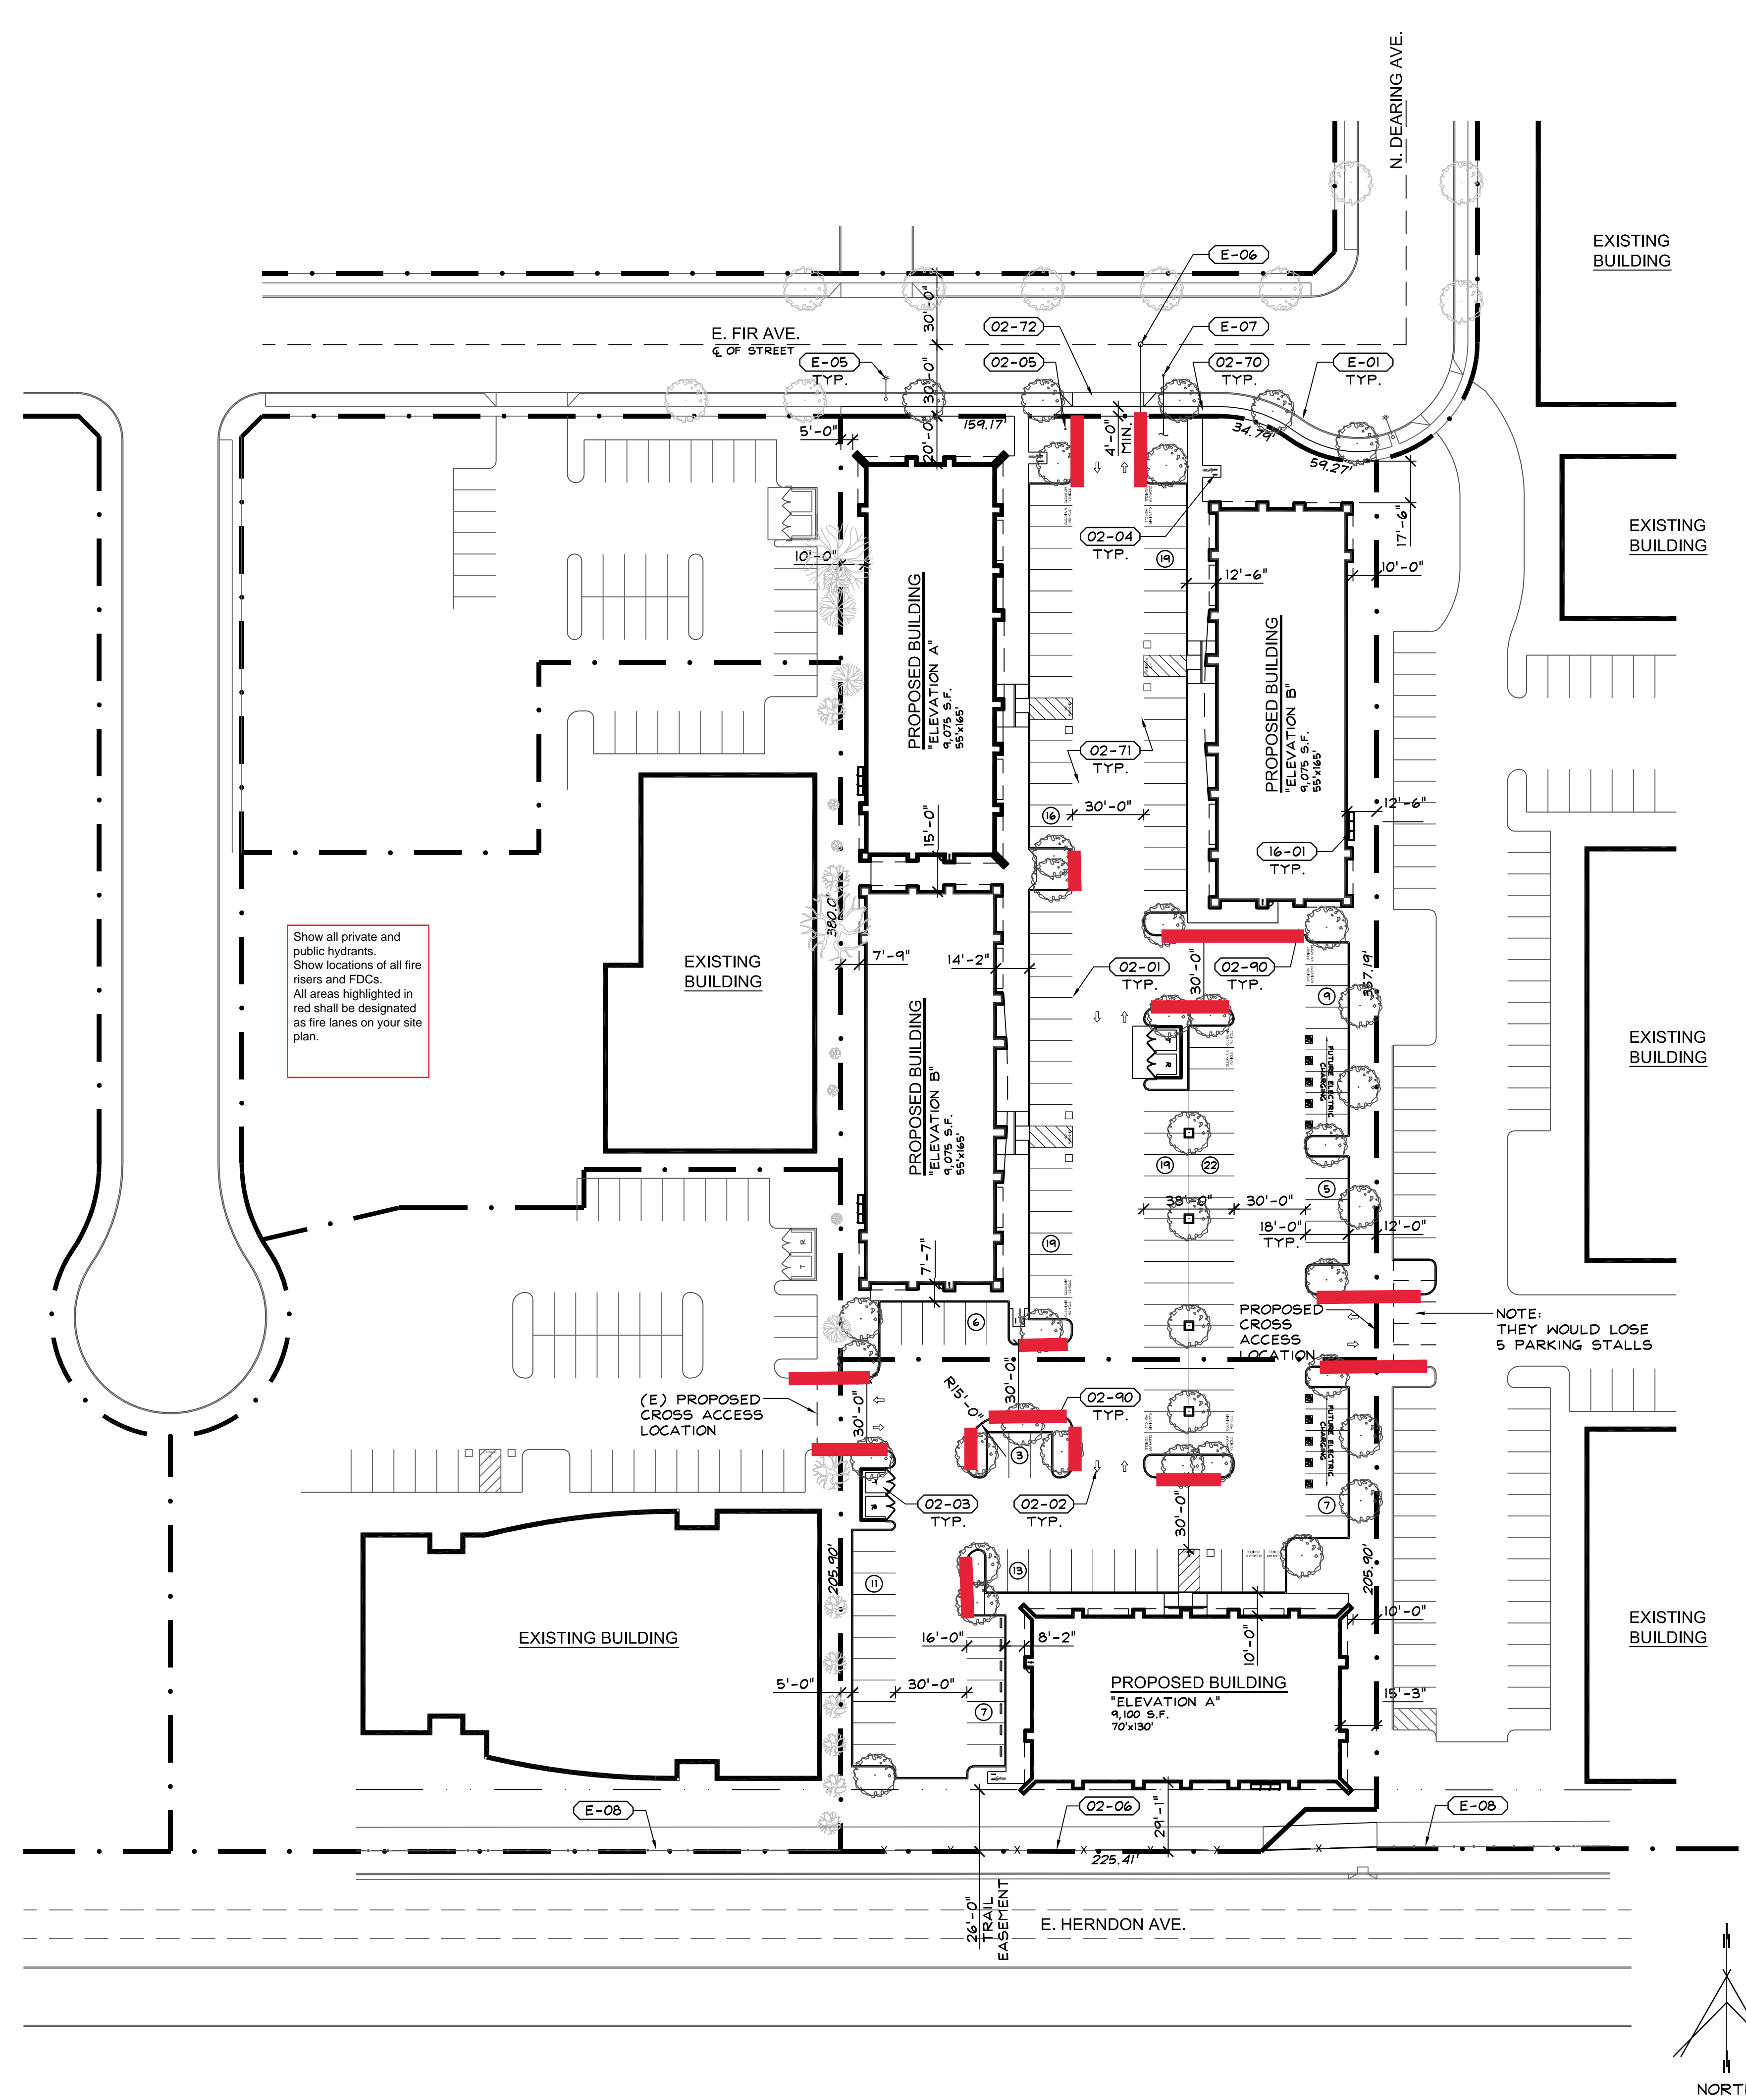 N. DEARING AVE.
EXISTING
BUILDING
E-06
E. FIR AVE.
℄ OF STREET
30'-0"
30'-0"
02-72
E-07
E-05
TYP.
02-05
02-70
TYP.
E-01
TYP.
5'-0"
20'-0"
159.17'
4'-0"
MIN.
34.79'
59.27'
17'-6"
EXISTING
BUILDING
02-04
TYP.
10'-0"
19
12'-6"
10'-0"
PROPOSED BUILDING
"ELEVATION A"
9,075 S.F.
55'x165'
PROPOSED BUILDING
"ELEVATION B"
9,075 S.F.
55'x165'
02-71
TYP.
30'-0"
12'-6"
16
15'-0"
16-01
TYP.
Show all private and
public hydrants.
Show locations of all fire
risers and FDCs.
All areas highlighted in
red shall be designated
as fire lanes on your site
plan.
EXISTING
BUILDING
380.0'
7'-9"
14'-2"
02-01
TYP.
30'-0"
02-90
TYP.
357.19'
9
EXISTING
BUILDING
T
R
FUTURE ELECTRIC
CHARGING
PROPOSED BUILDING
"ELEVATION B"
9,075 S.F.
55'x165'
19
22
5
38'-0"
30'-0"
18'-0"
TYP.
12'-0"
R
T
19
7'-7"
6
PROPOSED
CROSS
ACCESS
LOCATION
NOTE:
THEY WOULD LOSE
5 PARKING STALLS
(E) PROPOSED
CROSS ACCESS
LOCATION
30'-0"
R15'-0"
30'-0"
02-90
TYP.
3
FUTURE ELECTRIC
CHARGING
T
R
02-03
TYP.
02-02
TYP.
30'-0"
7
205.90'
11
13
205.90'
EXISTING BUILDING
16'-0"
8'-2"
10'-0"
10'-0"
EXISTING
BUILDING
5'-0"
30'-0"
7
PROPOSED BUILDING
"ELEVATION A"
9,100 S.F.
70'x130'
15'-3"
E-08
02-06
29'-1"
E-08
225.41'
26'-0"
TRAIL
EASEMENT
E. HERNDON AVE.